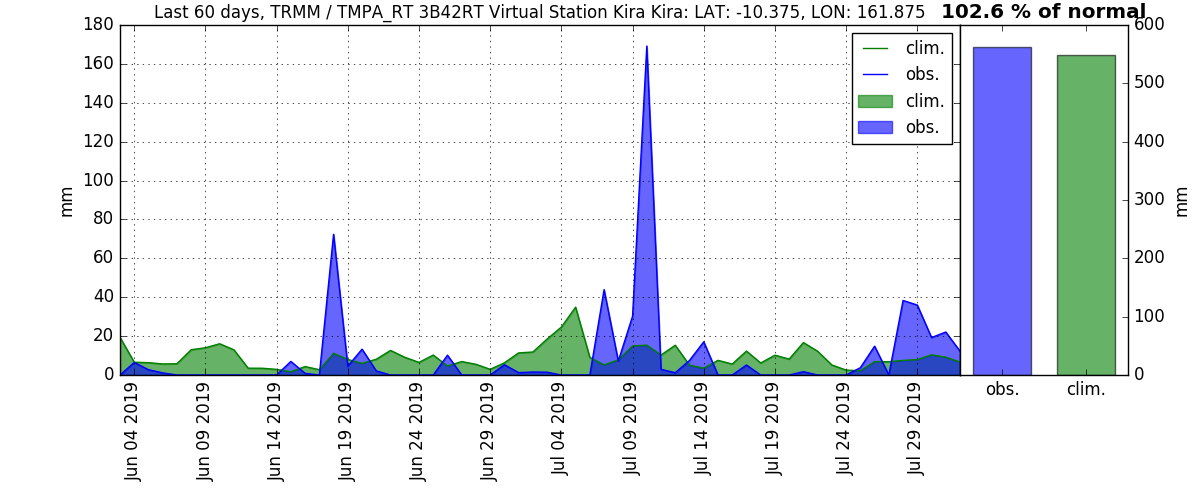 Last 60 days, TRMM / TMPA_RT 3B42RT Virtual Station Kira Kira: LAT: -10.375, LON: 161.875 102.6 % of normal
180
160
140
120
100
80
60
40
20
0
mm
clim.
obs.
clim.
obs.
Jun 04 2019
Jun 09 2019
Jun 14 2019
Jun 19 2019
Jun 24 2019
Jun 29 2019
Jul 04 2019
Jul 09 2019
Jul 14 2019
Jul 19 2019
Jul 24 2019
Jul 29 2019
600
500
400
300
200
100
0
mm
obs. clim.